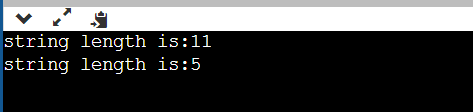 string length is:11
string length is:5